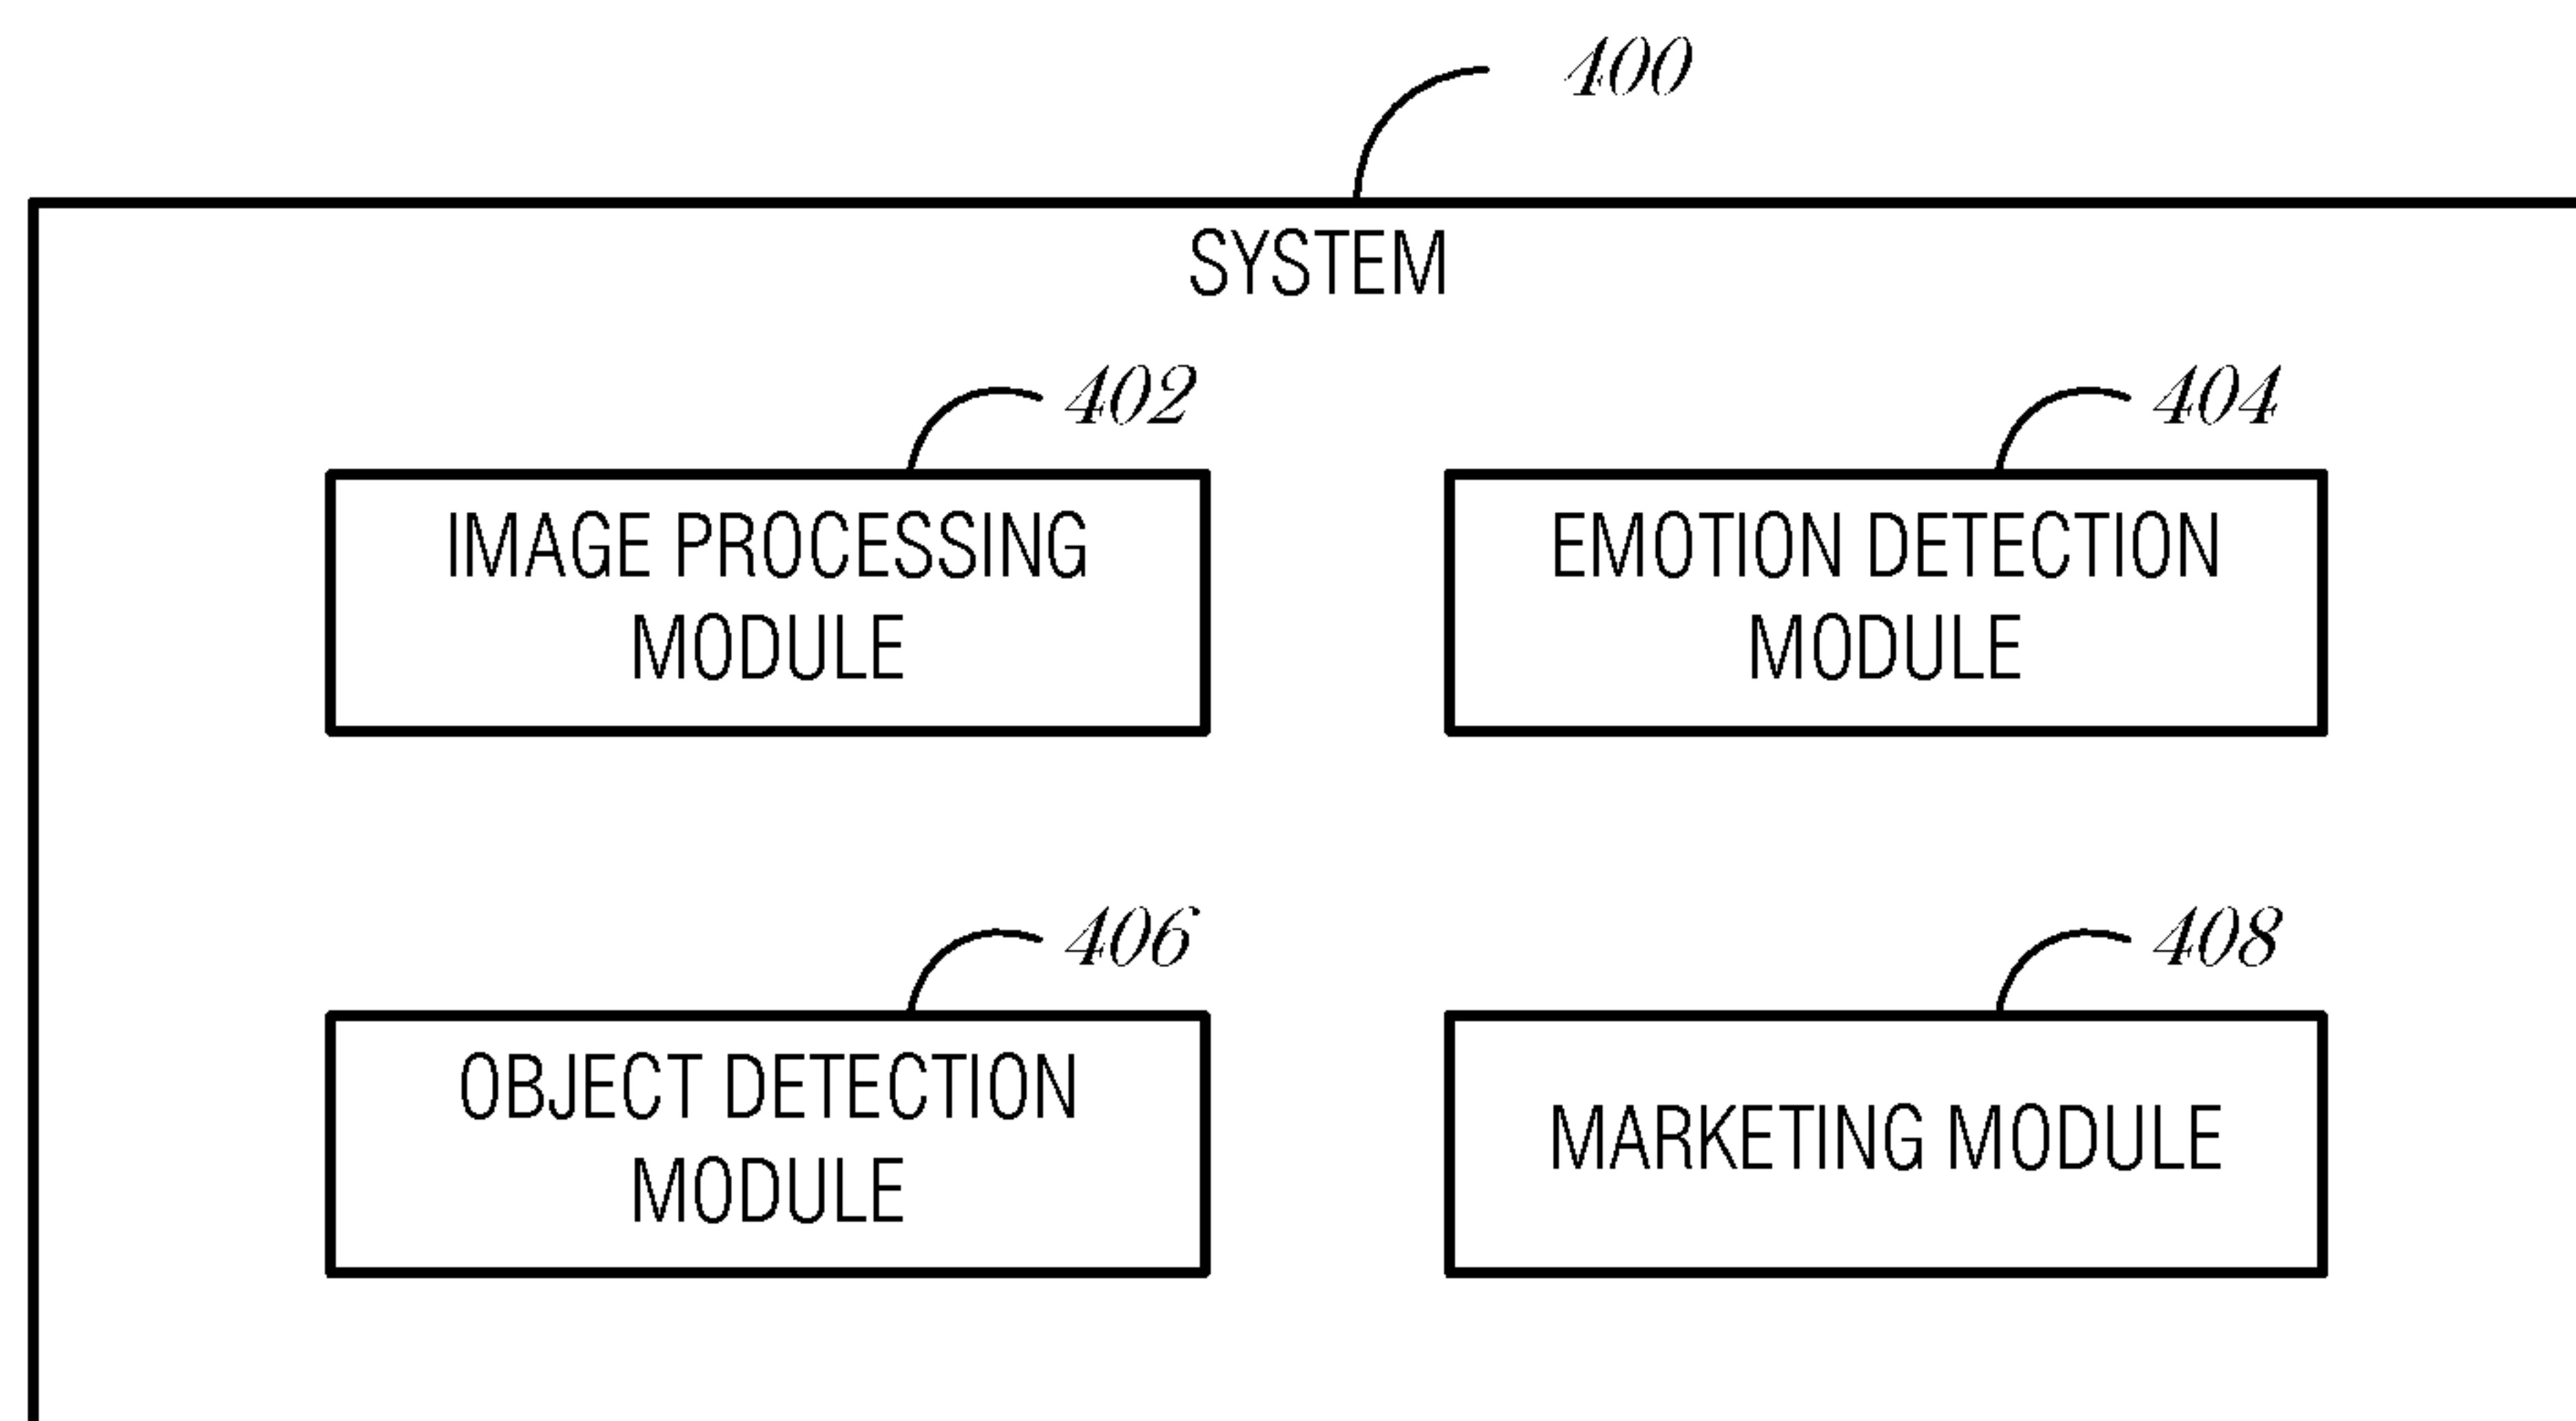 400
SYSTEM
402
404
IMAGE PROCESSING
MODULE
EMOTION DETECTION
MODULE
406
408
OBJECT DETECTION
MODULE
MARKETING MODULE